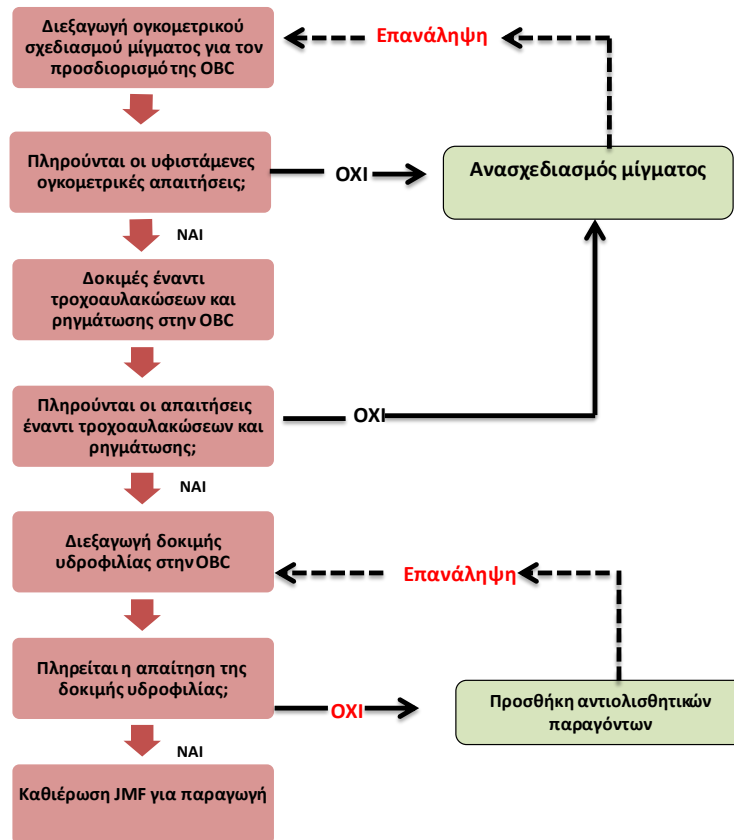 Διεξαγωγή ογκομετρικού
σχεδιασμού μίγματος για τον
προσδιορισμό της OBC
Επανάληψη
Πληρούνται οι υφιστάμενες
ογκομετρικές απαιτήσεις;
ΟΧΙ
Ανασχεδιασμός μίγματος
ΝΑΙ
Δοκιμές έναντι
τροχοαυλακώσεων και
ρηγμάτωσης στην OBC
Πληρούνται οι απαιτήσεις
έναντι τροχοαυλακώσεων και
ρηγμάτωσης;
ΟΧΙ
ΝΑΙ
Διεξαγωγή δοκιμής
υδροφιλίας στην OBC
Επανάληψη
Πληρείται η απαίτηση της
δοκιμής υδροφιλίας;
ΟΧΙ
Προσθήκη αντιολισθητικών
παραγόντων
ΝΑΙ
Καθιέρωση JMF για παραγωγή